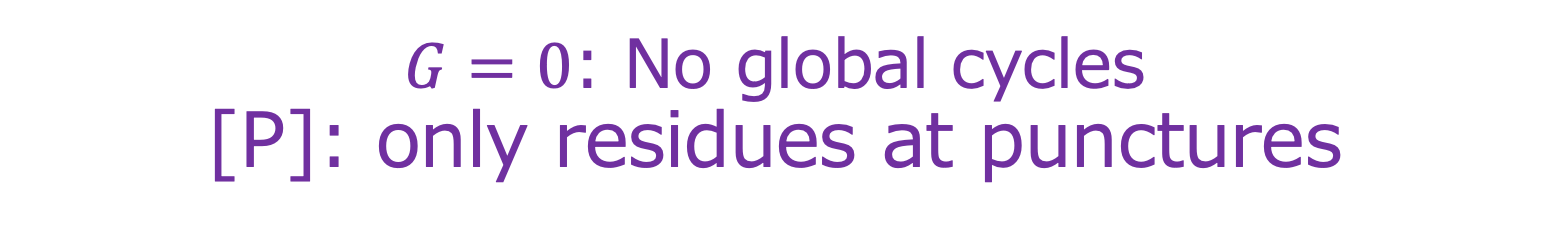 G = 0: No global cycles
[P]: only residues at punctures